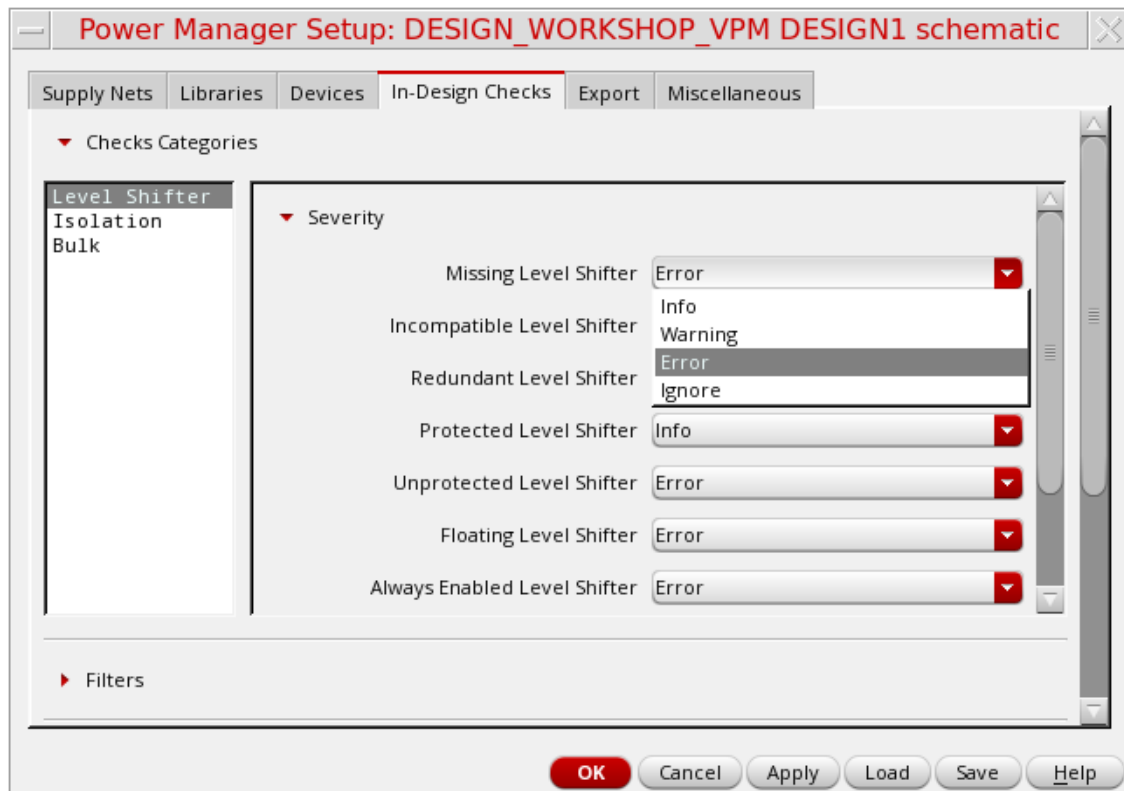 Power Manager Setup: DESIGN_WORKSHOP_VPM DESIGN1 schematic
Supply Nets Libraries Devices In-Design Checks Export Miscellaneous
Checks Categories
Level Shifter
Isolation
Bulk
Severity
Missing Level Shifter Error
Info
Warning
Error
Ignore
Incompatible Level Shifter
Redundant Level Shifter
Protected Level Shifter Info
Unprotected Level Shifter Error
Floating Level Shifter Error
Always Enabled Level Shifter Error
Filters
OK Cancel Apply Load Save Help